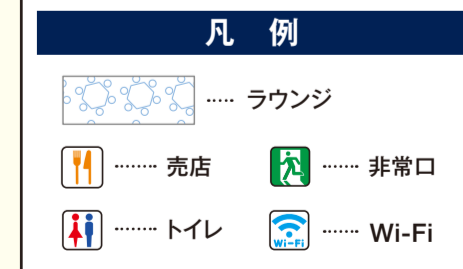 凡 例
..... ラウンジ
........ 売店
....... 非常口
........ トイレ
Wi-Fi ....... Wi-Fi